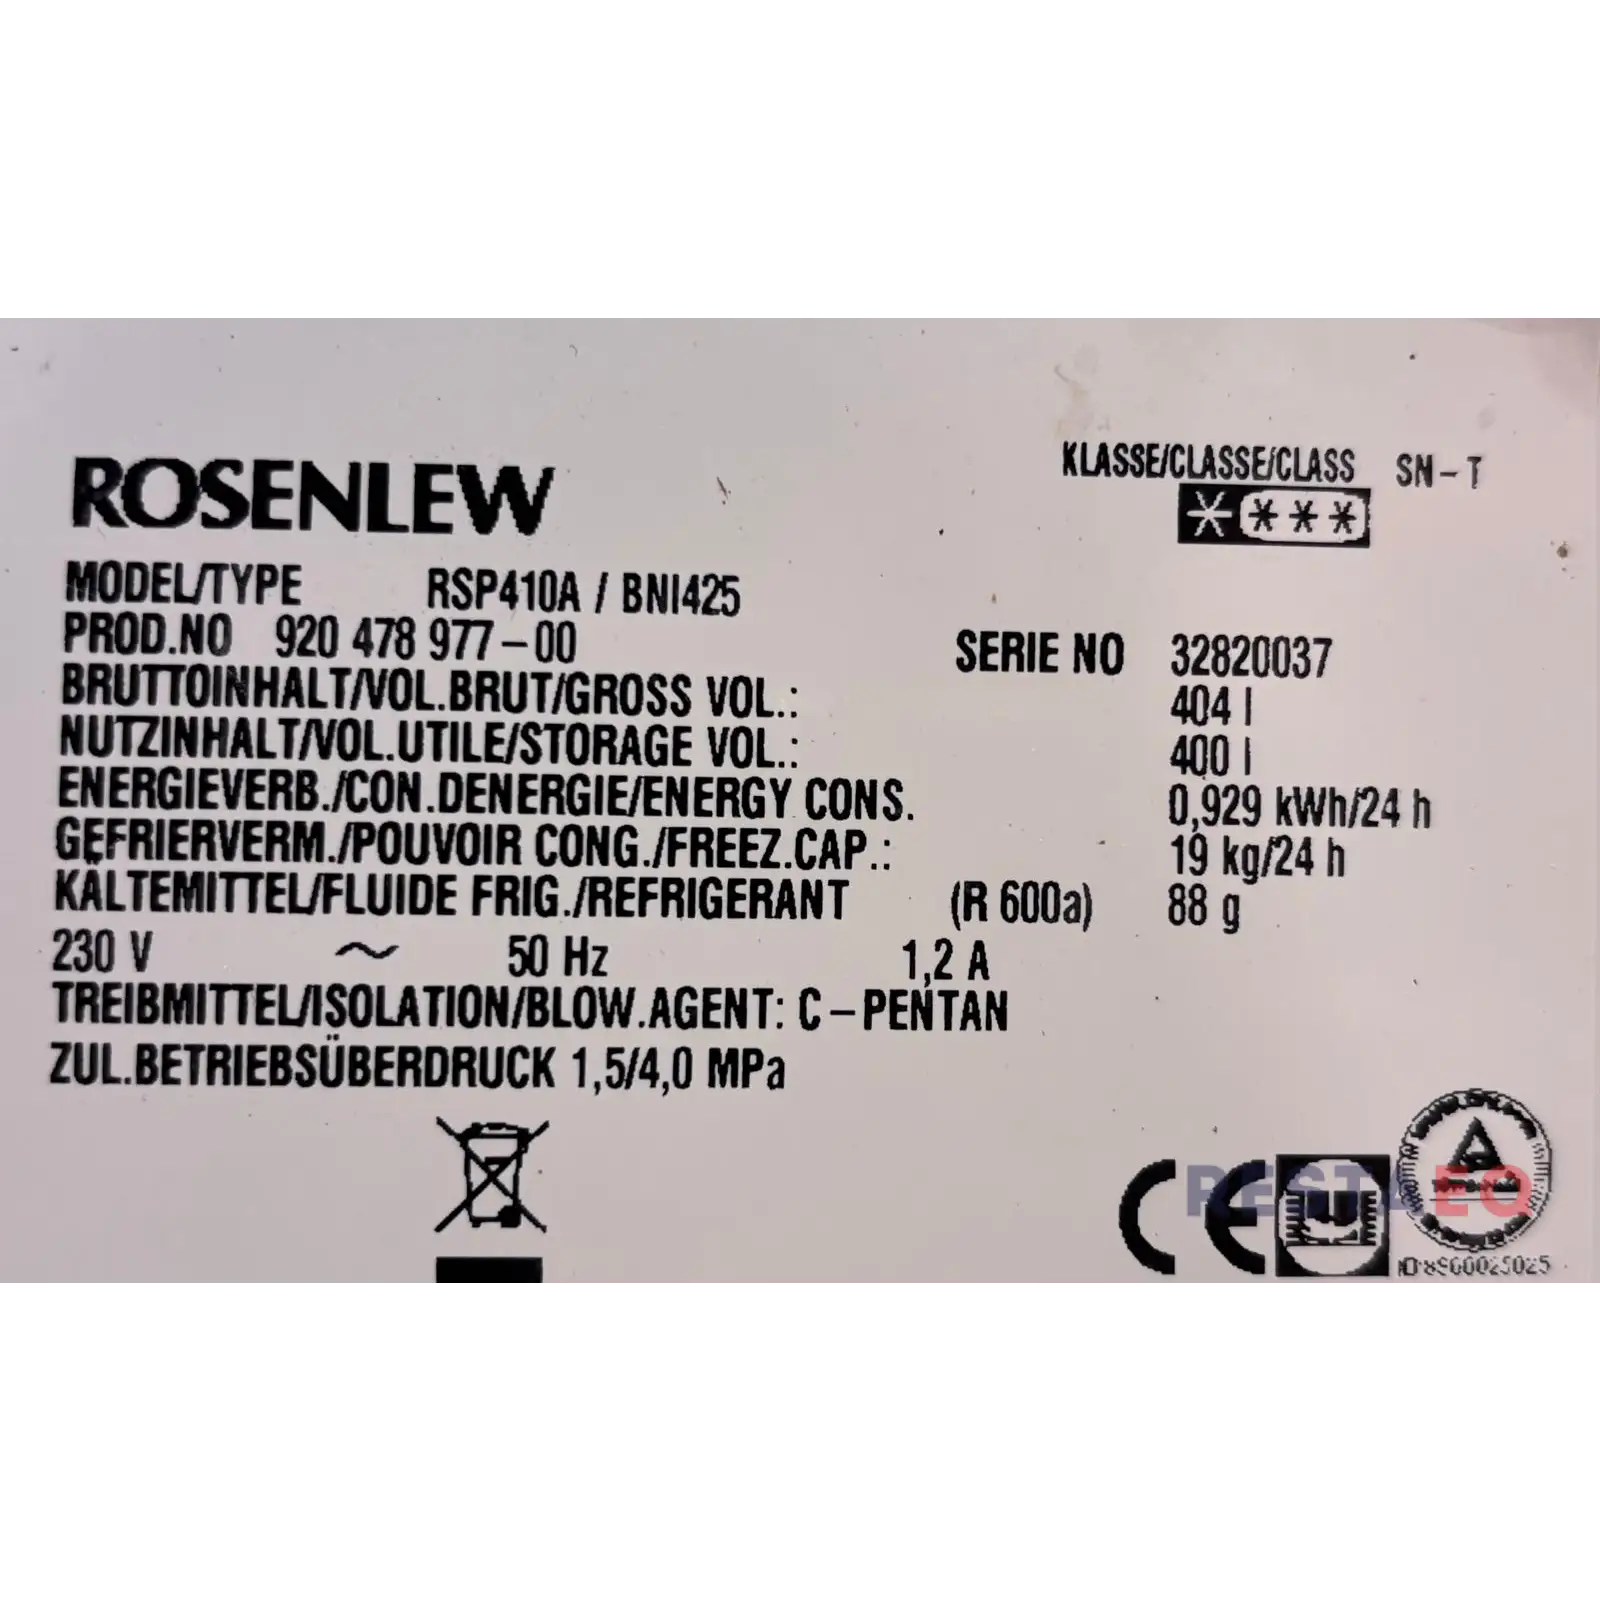 KLASSE/CLASSE/CLASS SN-T
ROSENLEW
MODEL/TYPE RSP410A / BNI425
PROD.NO 920 478 977-00 SERIE NO 32820037
BRUTTOINHALT/VOL.BRUT/GROSS VOL.: 404 l
NUTZINHALT/VOL.UTILE/STORAGE VOL.: 400 l
ENERGIEVERB./CON.DENERGIE/ENERGY CONS. 0,929 kWh/24 h
GEFRIERVERM./POUVOIR CONG./FREEZ.CAP.: 19 kg/24 h
KÄLTEMITTEL/FLUIDE FRIG./REFRIGERANT (R 600a) 88 g
230 V ~ 50 Hz 1,2 A
TREIBMITTEL/ISOLATION/BLOW.AGENT: C-PENTAN
ZUL.BETRIEBSÜBERDRUCK 1,5/4,0 MPa
CE
RESTAEQ